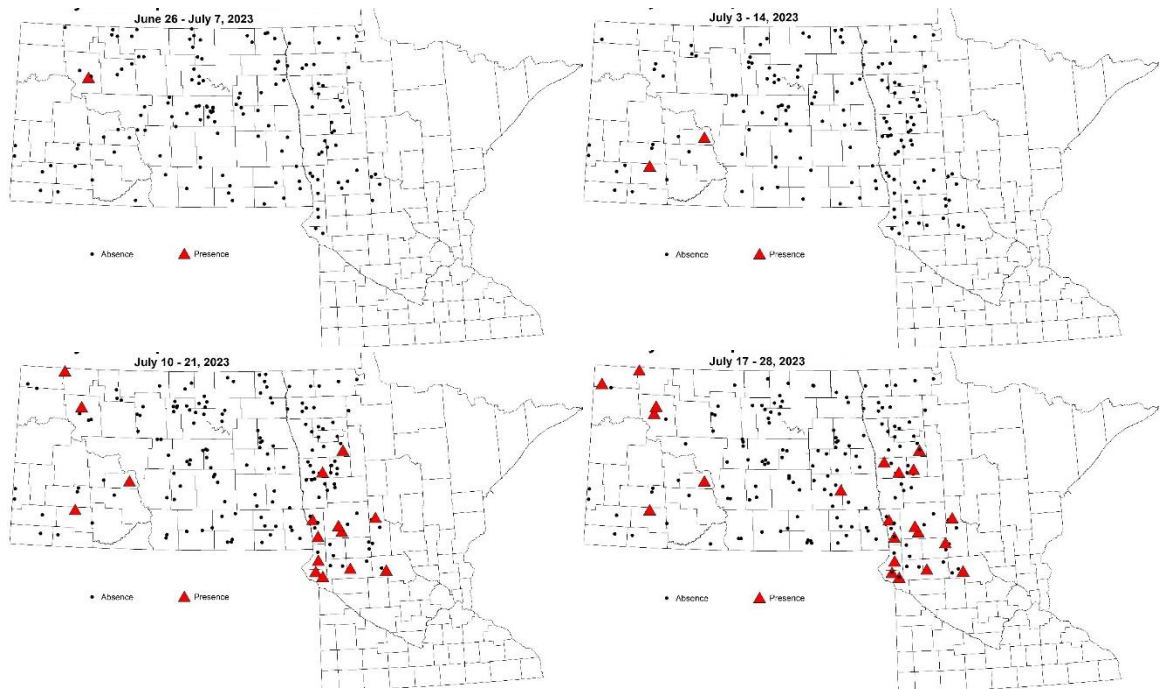 June 26 - July 7, 2023
Absence
Presence
July 3 - 14, 2023
Absence
Presence
July 10 - 21, 2023
Absence
Presence
July 17 - 28, 2023
Absence
Presence